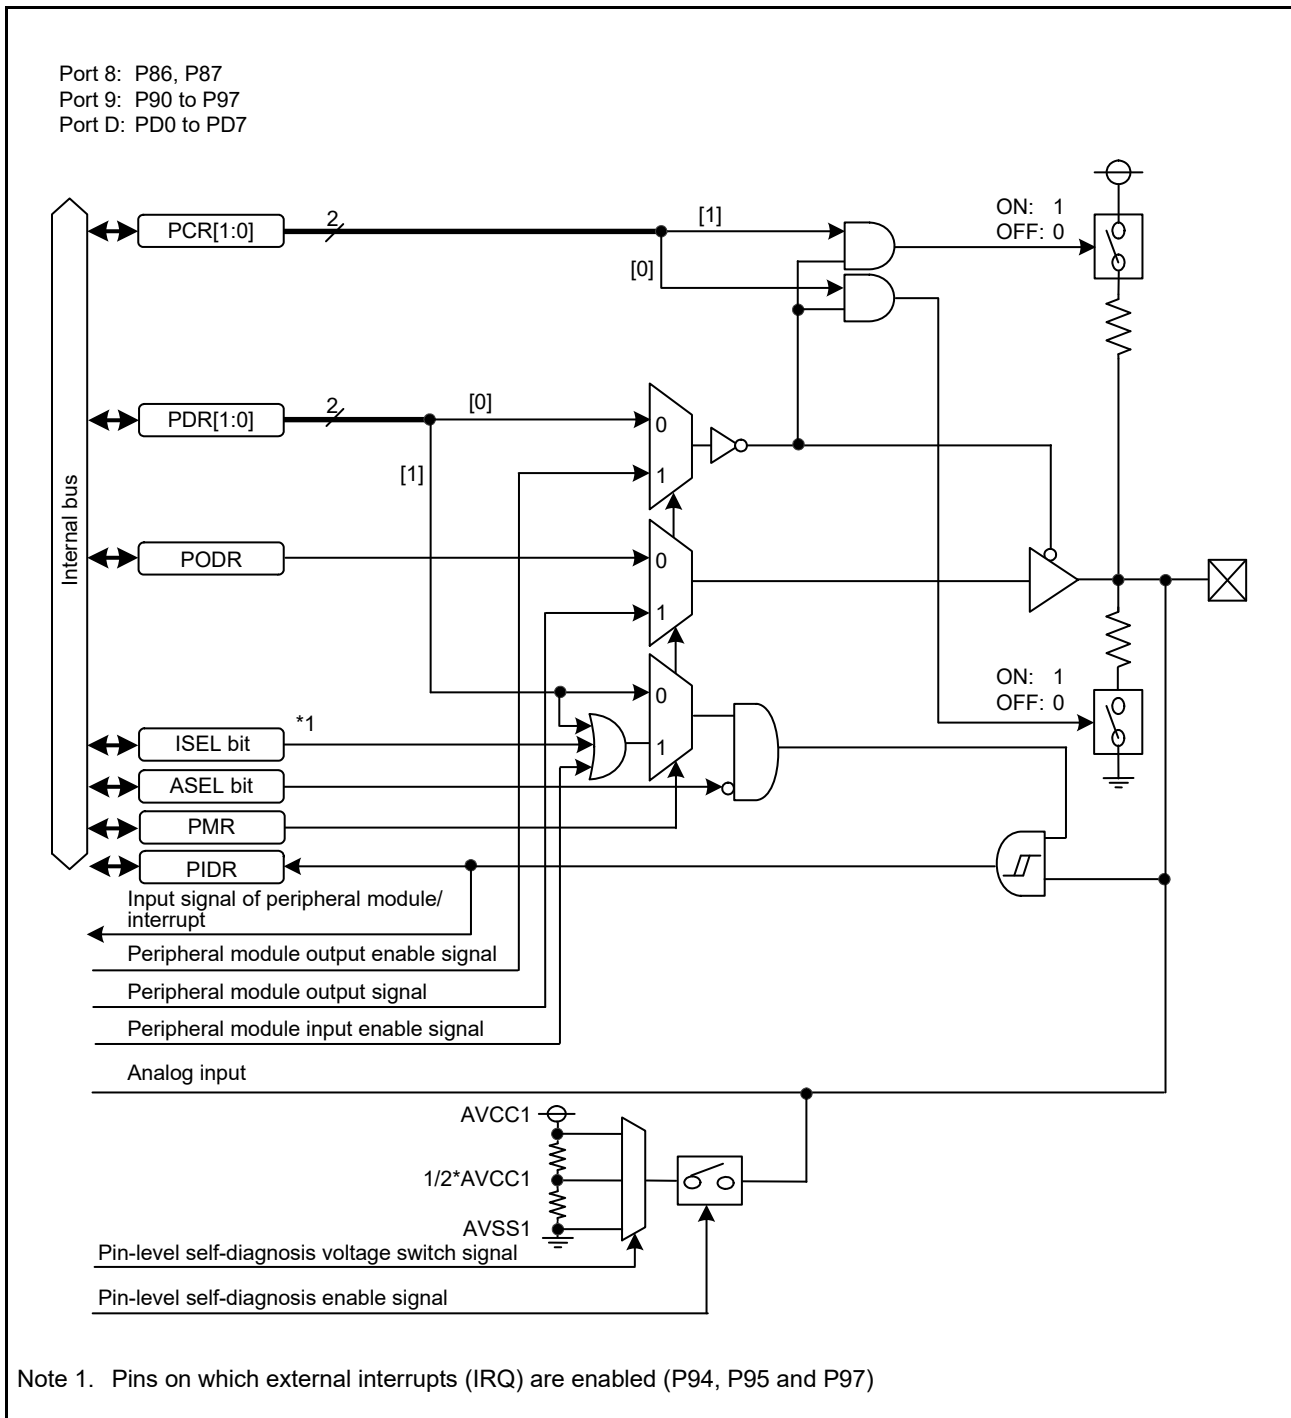 Port 8: P86, P87
Port 9: P90 to P97
Port D: PD0 to PD7
ON: 1
OFF: 0
PCR[1:0]
2
[1]
[0]
PDR[1:0]
2
[0]
[1]
0
1
Internal bus
PODR
0
1
ON: 1
OFF: 0
0
1
ISEL bit
*1
ASEL bit
PMR
PIDR
Input signal of peripheral module/
interrupt
Peripheral module output enable signal
Peripheral module output signal
Peripheral module input enable signal
Analog input
AVCC1
1/2*AVCC1
AVSS1
Pin-level self-diagnosis voltage switch signal
Pin-level self-diagnosis enable signal
Note 1. Pins on which external interrupts (IRQ) are enabled (P94, P95 and P97)